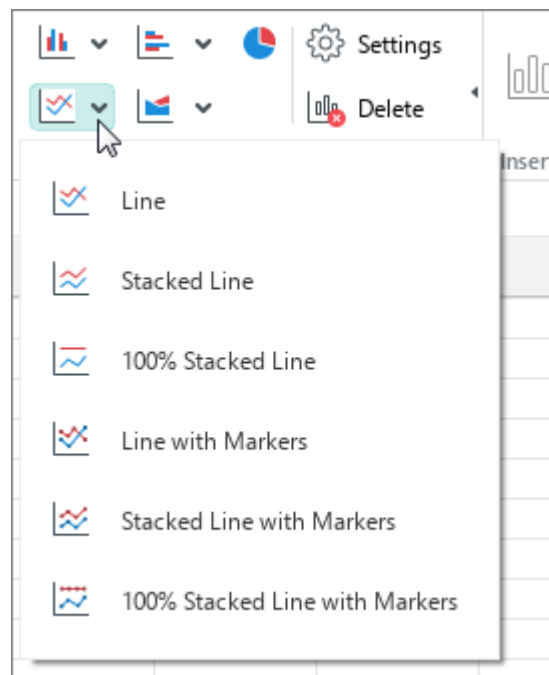 Settings
Delete
Inser
Line
Stacked Line
100% Stacked Line
Line with Markers
Stacked Line with Markers
100% Stacked Line with Markers